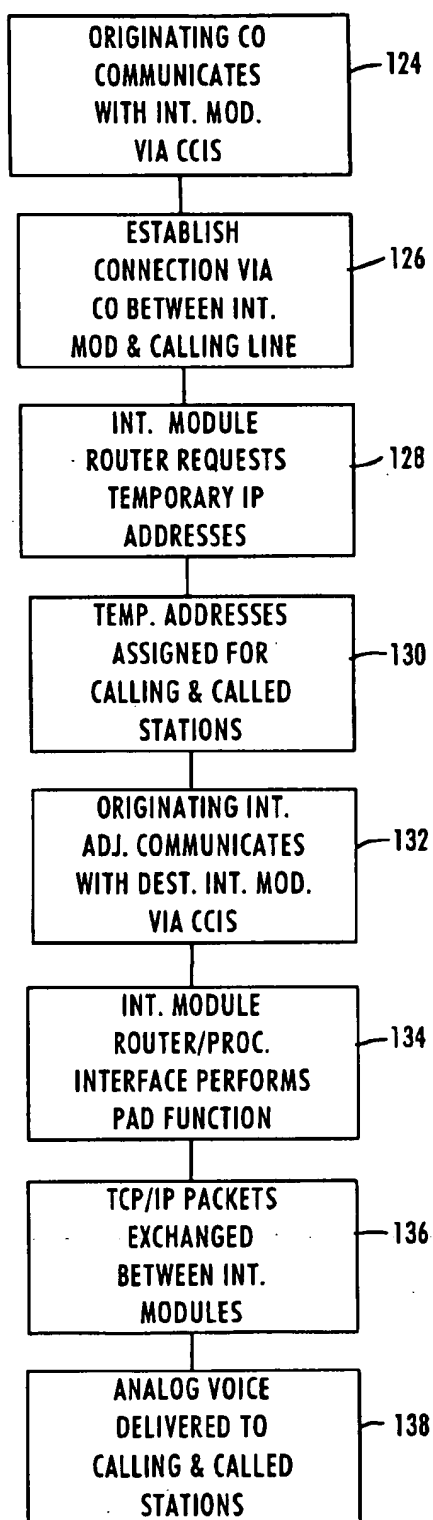 ORIGINATING CO
COMMUNICATES
WITH INT. MOD.
VIA CCIS
124
ESTABLISH
CONNECTION VIA
CO BETWEEN INT.
MOD & CALLING LINE
126
INT. MODULE
ROUTER REQUESTS
TEMPORARY IP
ADDRESSES
128
TEMP. ADDRESSES
ASSIGNED FOR
CALLING & CALLED
STATIONS
130
ORIGINATING INT.
ADJ. COMMUNICATES
WITH DEST. INT. MOD.
VIA CCIS
132
INT. MODULE
ROUTER/PROC.
INTERFACE PERFORMS
PAD FUNCTION
134
TCP/IP PACKETS
EXCHANGED
BETWEEN INT.
MODULES
136
ANALOG VOICE
DELIVERED TO
CALLING & CALLED
STATIONS
138